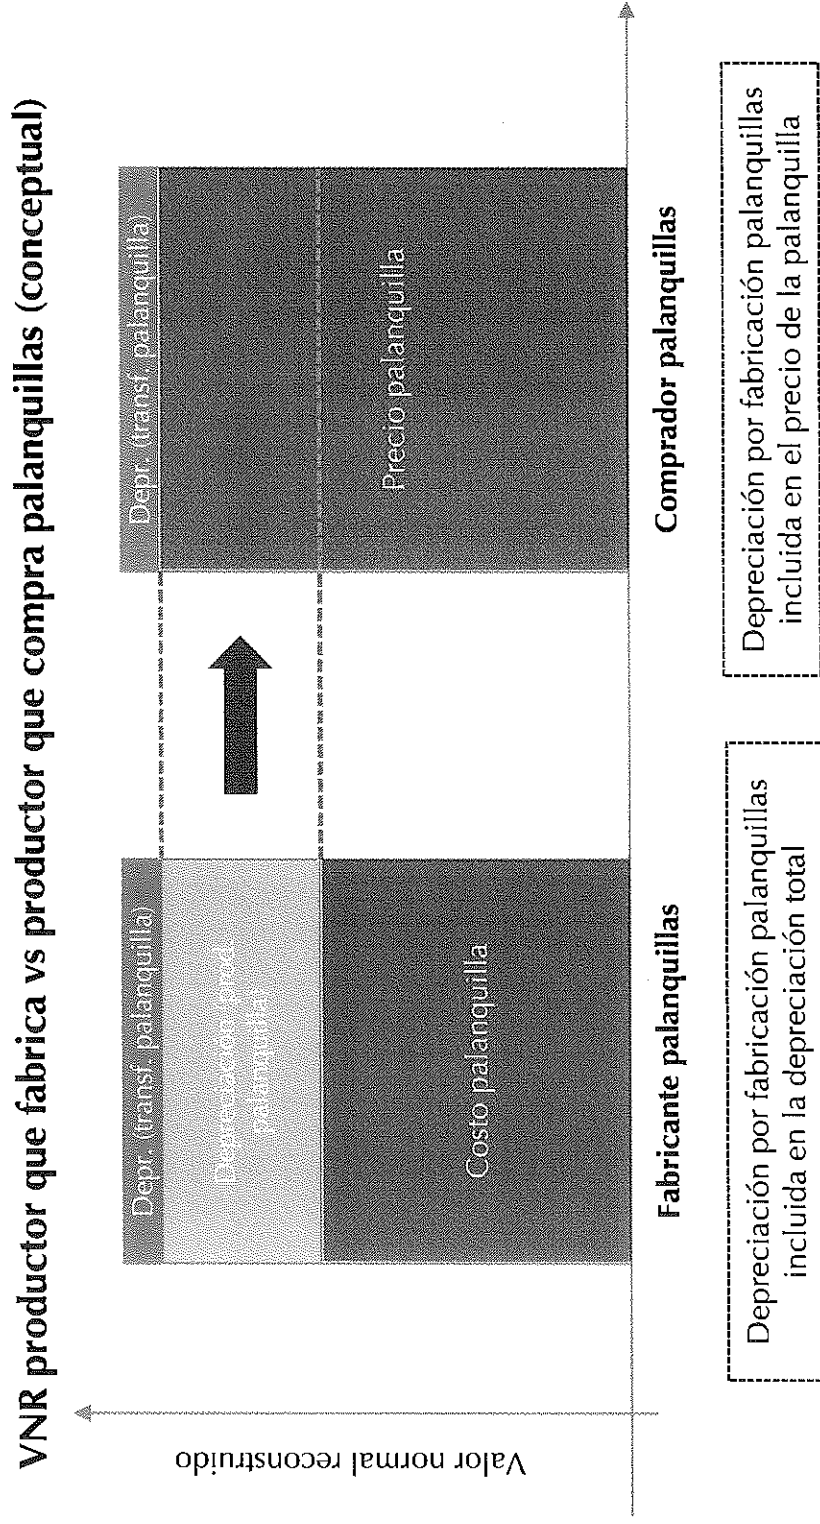 VNR productor que fabrica vs productor que compra palanquillas (conceptual)
Valor normal reconstruido
Depr. (transf. palanquilla)
palanquilla
Costo palanquilla
Depr. (transf. palanquilla)
Precio palanquilla
Fabricante palanquillas
Comprador palanquillas
Depreciación por fabricación palanquillas
incluida en la depreciación total
Depreciación por fabricación palanquillas
incluida en el precio de la palanquilla